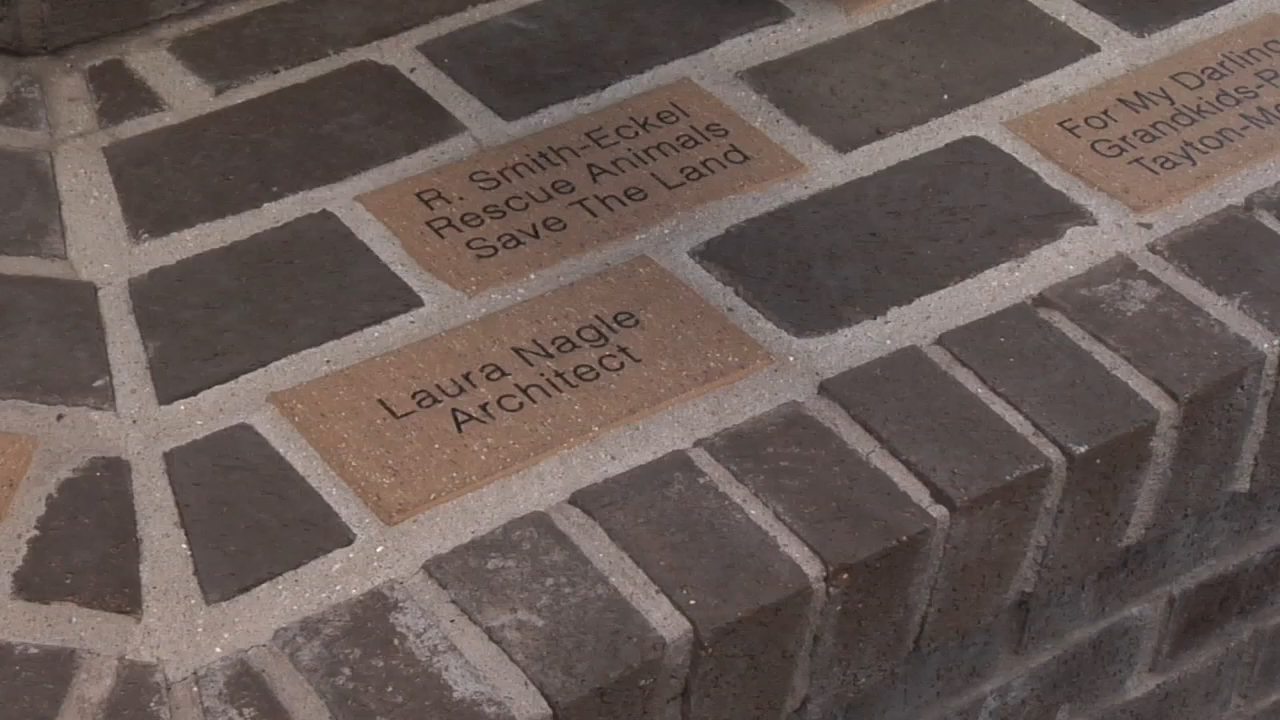 R. Smith-Eckel
Rescue Animals
Save The Land
Laura Nagle
Architect
For My Darling